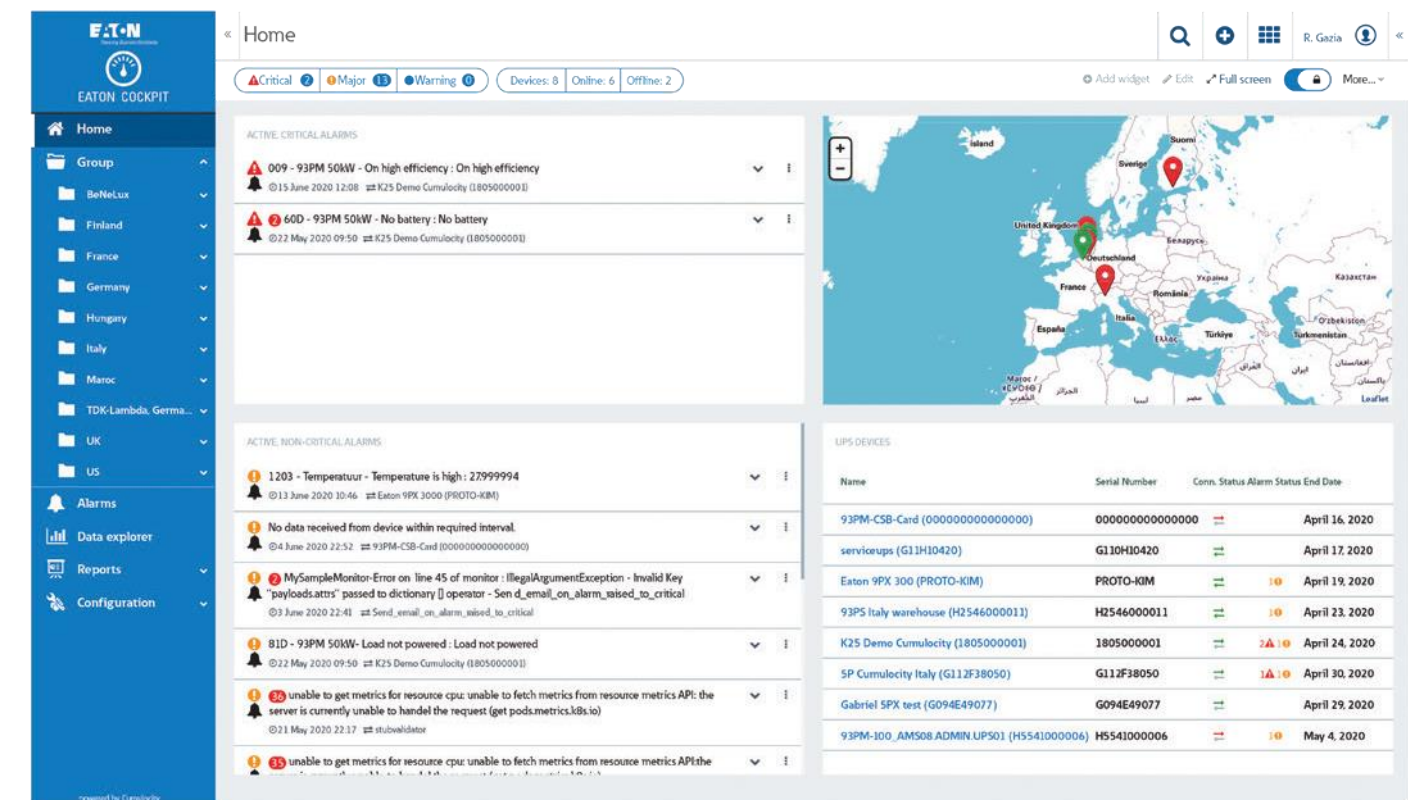 EATON
EATON COCKPIT
Home
Group
BeNeLux
Finland
France
Germany
Hungary
Italy
Maroc
TDK-Lambda, Germa...
UK
US
Alarms
Data explorer
Reports
Configuration
powered by Cumulocity
« Home
R. Gazia
«
Critical 2 Major 13 Warning 0
Devices: 8 Online: 6 Offline: 2
Add widget Edit Full screen More...
ACTIVE, CRITICAL ALARMS
009 - 93PM 50kW - On high efficiency : On high efficiency
15 June 2020 12:08 K25 Demo Cumulocity (1805000001)
2 60D - 93PM 50kW - No battery : No battery
22 May 2020 09:50 K25 Demo Cumulocity (1805000001)
+
−
island
Suomi
Sverige
United Kingdom
Беларусь
Deutschland
Україна
Казахстан
France
România
Italia
O'zbekiston
España
Ελλάς
Türkiye
Turkmenistan
Maroc /
المغرب
الجزائر
ليبيا
مصر
العراق
ایران
افغانستان
پاکستان
Leaflet
ACTIVE, NON-CRITICAL ALARMS
1203 - Temperatuur - Temperature is high : 27.999994
13 June 2020 10:46 Eaton 9PX 3000 (PROTO-KIM)
No data received from device within required interval.
4 June 2020 22:52 93PM-CSB-Card (000000000000000)
2 MySampleMonitor-Error on line 45 of monitor : IllegalArgumentException - Invalid Key
"payloads.attrs" passed to dictionary [] operator - Sen d_email_on_alarm_raised_to_critical
3 June 2020 22:41 Send_email_on_alarm_raised_to_critical
81D - 93PM 50kW- Load not powered : Load not powered
22 May 2020 09:50 K25 Demo Cumulocity (1805000001)
36 unable to get metrics for resource cpu: unable to fetch metrics from resource metrics API: the
server is currently unable to handel the request (get pods.metrics.k8s.io)
21 May 2020 22:17 stubvalidator
35 unable to get metrics for resource cpu: unable to fetch metrics from resource metrics API:the
UPS DEVICES
Name Serial Number Conn. Status Alarm Status End Date
93PM-CSB-Card (000000000000000) 000000000000000 April 16, 2020
serviceups (G11H10420) G110H10420 April 17, 2020
Eaton 9PX 300 (PROTO-KIM) PROTO-KIM 1 April 19, 2020
93PS Italy warehouse (H2546000011) H2546000011 1 April 23, 2020
K25 Demo Cumulocity (1805000001) 1805000001 2 1 April 24, 2020
5P Cumulocity Italy (G112F38050) G112F38050 1 1 April 30, 2020
Gabriel 5PX test (G094E49077) G094E49077 April 29, 2020
93PM-100_AMS08.ADMIN.UPS01 (H5541000006) H5541000006 1 May 4, 2020